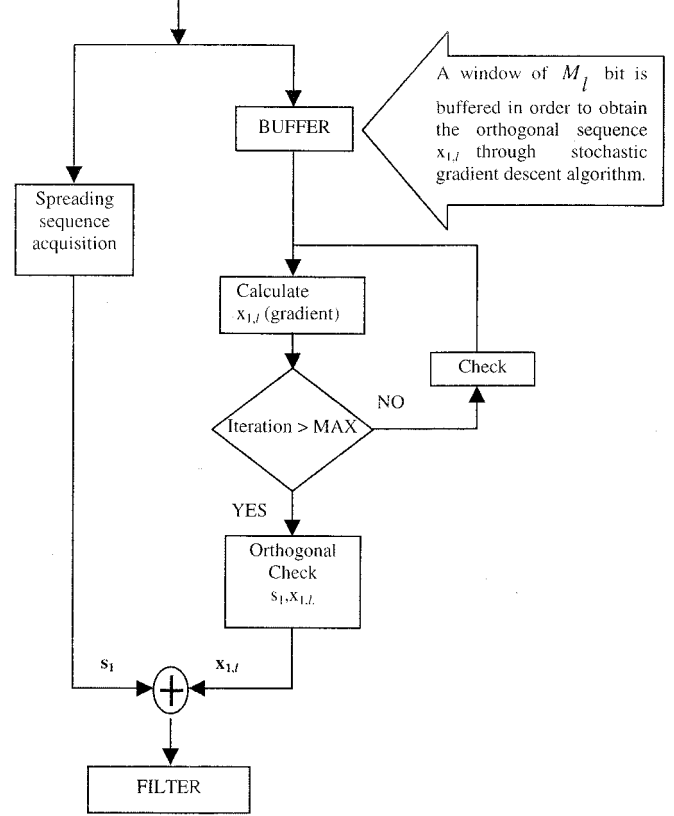 A window of M_l bit is
buffered in order to obtain
the orthogonal sequence
x_1,l through stochastic
gradient descent algorithm.
BUFFER
Spreading
sequence
acquisition
Calculate
x_1,l (gradient)
Check
NO
Iteration > MAX
YES
Orthogonal
Check
s_1,x_1,l.
s_1
x_1,l
+
FILTER